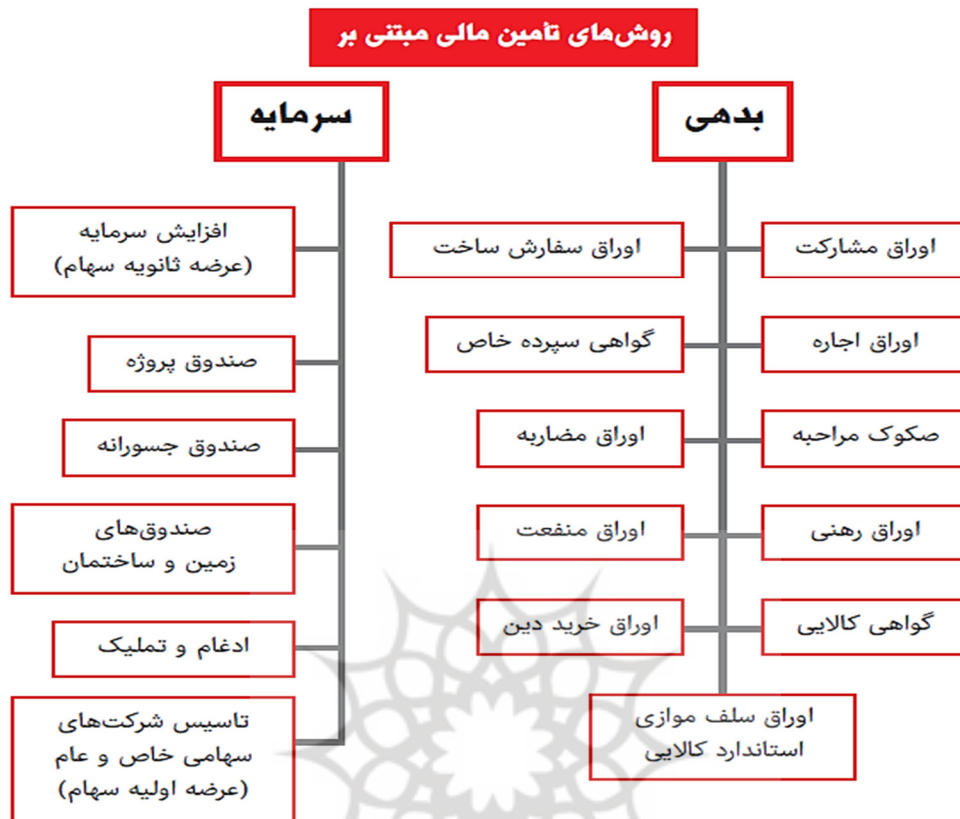 روش‌های تأمین مالی مبتنی بر
بدهی
اوراق مشارکت
اوراق سفارش ساخت
اوراق اجاره
گواهی سپرده خاص
صکوک مراحبه
اوراق مضاربه
اوراق رهنی
اوراق منفعت
گواهی کالایی
اوراق خرید دین
اوراق سلف موازی
استاندارد کالایی
سرمایه
افزایش سرمایه
(عرضه ثانویه سهام)
صندوق پروژه
صندوق جسورانه
صندوق‌های
زمین و ساختمان
ادغام و تملیک
تاسیس شرکت‌های
سهامی خاص و عام
(عرضه اولیه سهام)